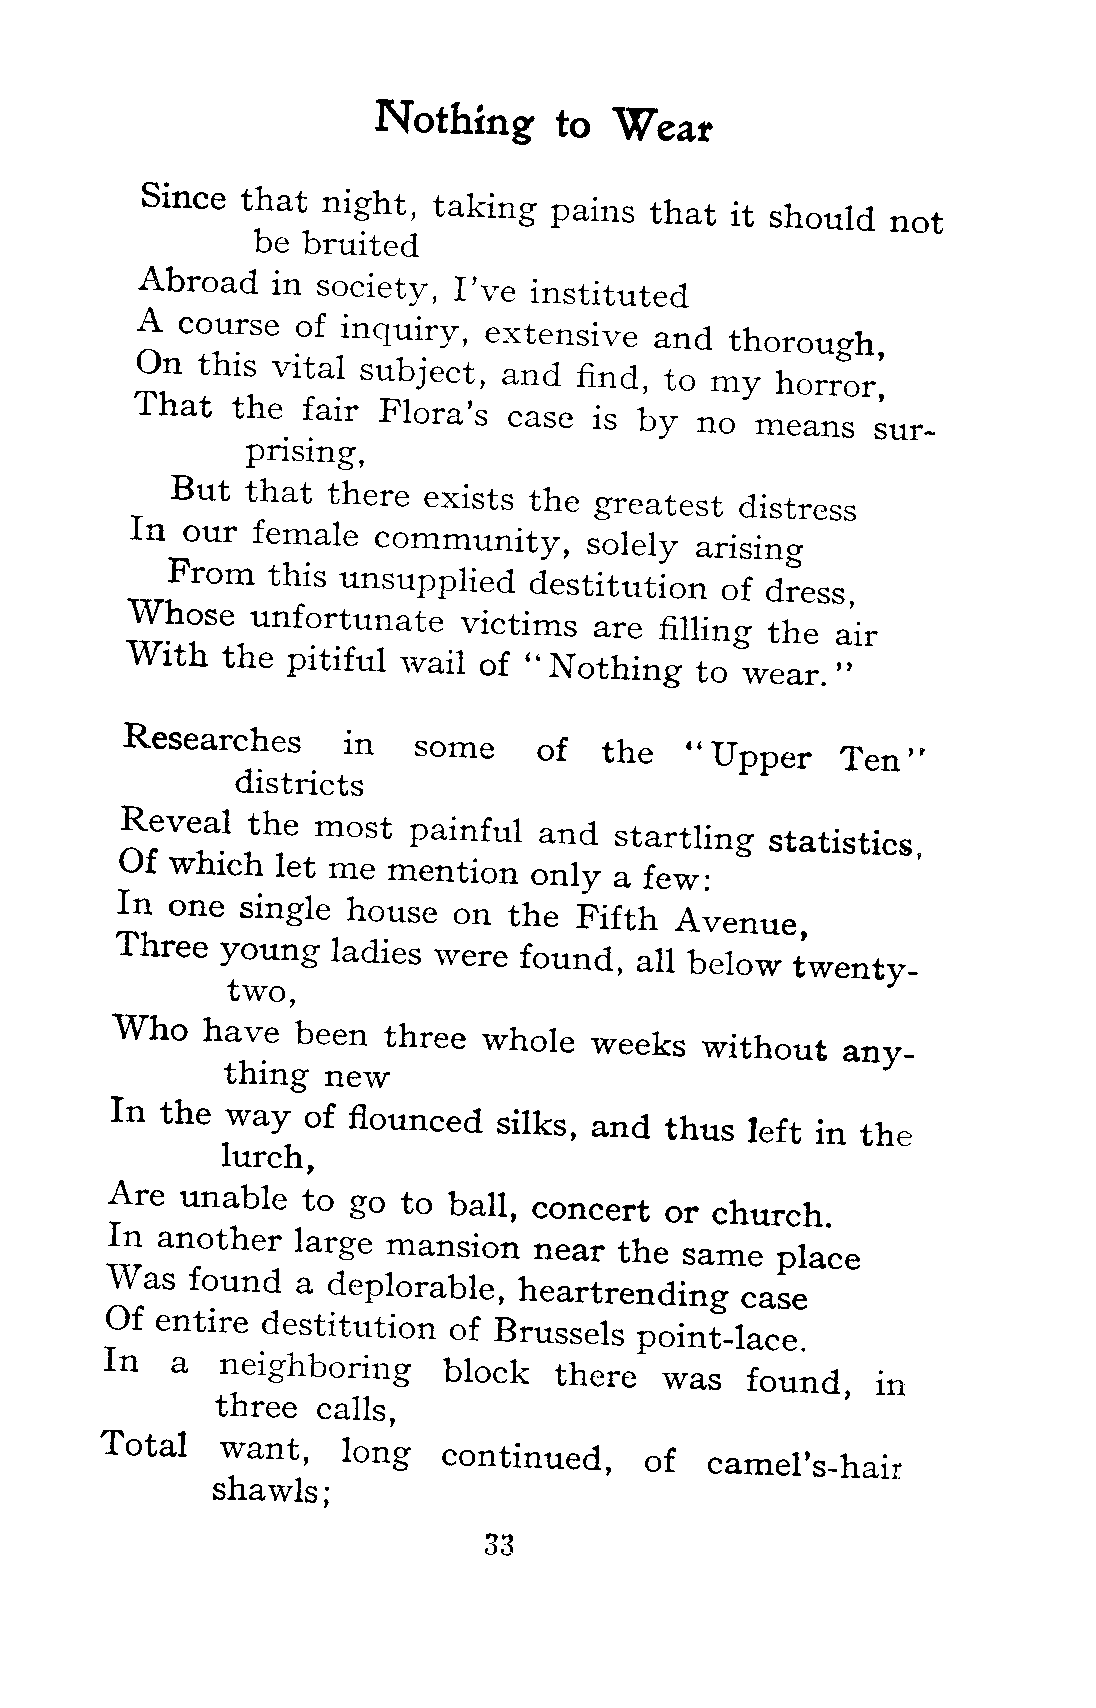 Nothing to Wear
Since that night, taking pains that it should not
be bruited
Abroad in society, I've instituted
A course of inquiry, extensive and thorough,
On this vital subject, and find, to my horror,
That the fair Flora's case is by no means sur-
prising,
But that there exists the greatest distress
In our female community, solely arising
From this unsupplied destitution of dress,
Whose unfortunate victims are filling the air
With the pitiful wail of "Nothing to wear."
Researches in some of the "Upper Ten"
districts
Reveal the most painful and startling statistics,
Of which let me mention only a few:
In one single house on the Fifth Avenue,
Three young ladies were found, all below twenty-
two,
Who have been three whole weeks without any-
thing new
In the way of flounced silks, and thus left in the
lurch,
Are unable to go to ball, concert or church.
In another large mansion near the same place
Was found a deplorable, heartrending case
Of entire destitution of Brussels point-lace.
In a neighboring block there was found, in
three calls,
Total want, long continued, of camel's-hair
shawls;
33